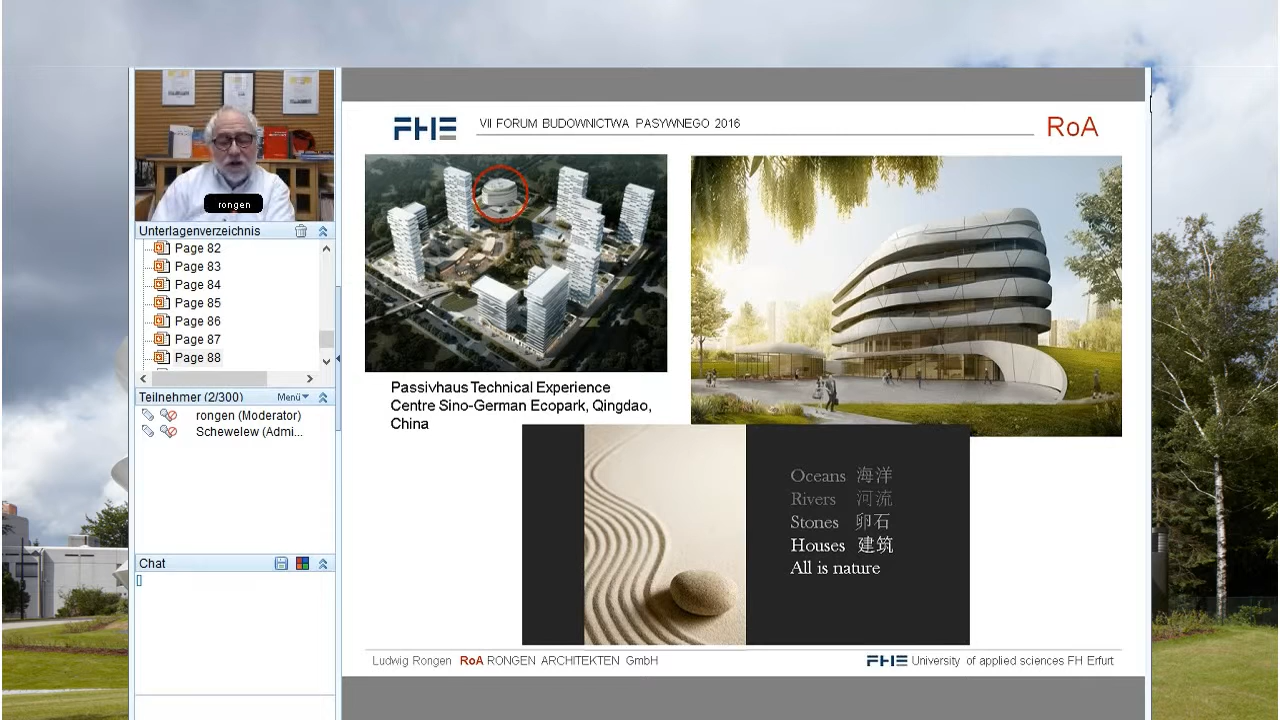 rongen
Unterlagenverzeichnis
Page 82
Page 83
Page 84
Page 85
Page 86
Page 87
Page 88
Teilnehmer (2/300)
Menü
rongen (Moderator)
Schewelew (Admi...
Chat
FHE
VII FORUM BUDOWNICTWA PASYWNEGO 2016
RoA
Passivhaus Technical Experience
Centre Sino-German Ecopark, Qingdao,
China
Oceans 海洋
Rivers 河流
Stones 卵石
Houses 建筑
All is nature
Ludwig Rongen RoA RONGEN ARCHITEKTEN GmbH
FHE University of applied sciences FH Erfurt